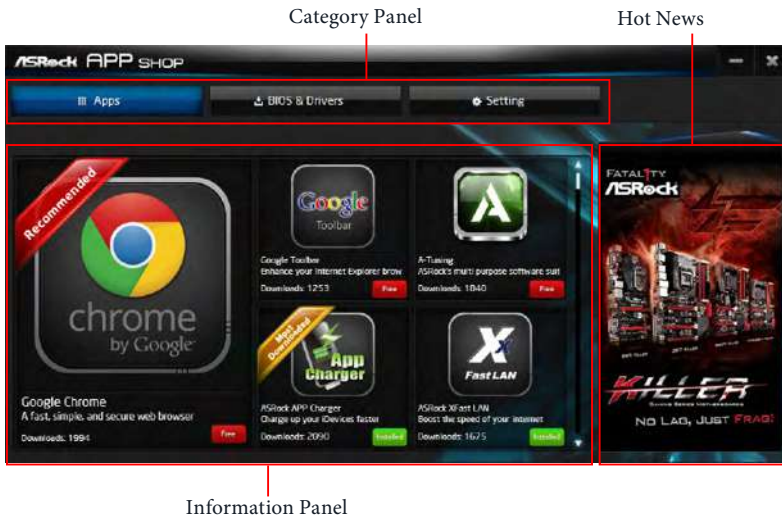 Category Panel
Hot News
ASRock APP SHOP
Apps
BIOS & Drivers
Setting
Recommended
chrome
by Google
Google Chrome
A fast, simple, and secure web browser
Downloads: 1994
Free
Google
Toolbar
Google Toolbar
Enhance your Internet Explorer brow
Downloads: 1253
Free
A-Tuning
ASRock's multi purpose software suit
Downloads: 1040
Free
Most Downloaded
App
Charger
ASRock APP Charger
Charge up your iDevices faster
Downloads: 2090
Installed
Fast LAN
ASRock XFast LAN
Boost the speed of your internet
Downloads: 1675
Installed
FATAL1TY
ASRock
KILLER
NO LAG, JUST FRAG!
Information Panel